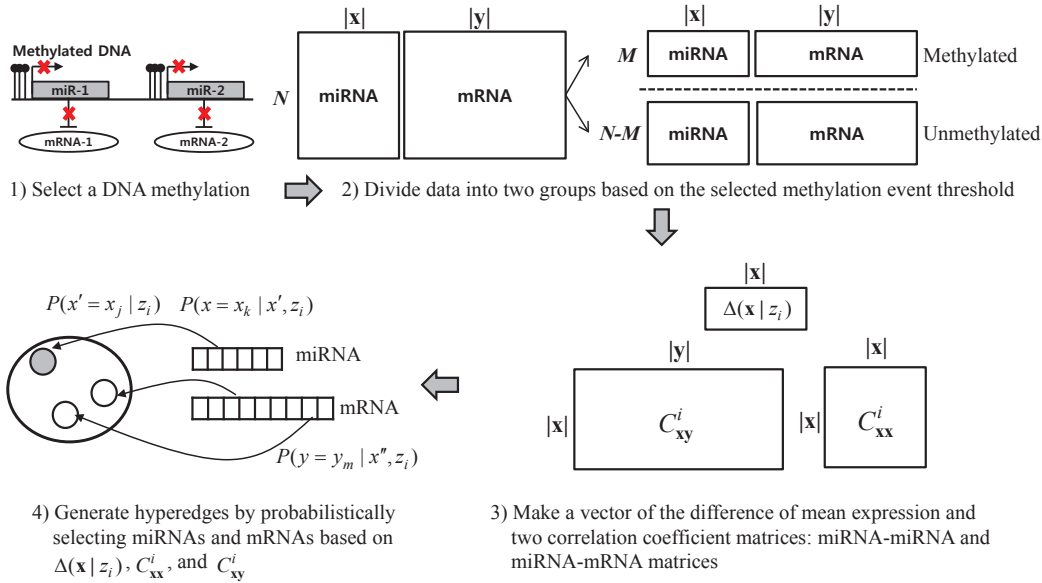 |x| |y| |x| |y|
Methylated DNA
miR-1 miR-2
mRNA-1 mRNA-2
N miRNA mRNA
M miRNA mRNA Methylated
N-M miRNA mRNA Unmethylated
1) Select a DNA methylation
2) Divide data into two groups based on the selected methylation event threshold
|x|
Δ(x | z_i)
|y| |x|
|x| C^i_xy |x| C^i_xx
3) Make a vector of the difference of mean expression and
two correlation coefficient matrices: miRNA-miRNA and
miRNA-mRNA matrices
P(x′ = x_j | z_i) P(x = x_k | x′, z_i)
miRNA
mRNA
P(y = y_m | x″, z_i)
4) Generate hyperedges by probabilistically
selecting miRNAs and mRNAs based on
Δ(x | z_i) , C^i_xx , and C^i_xy